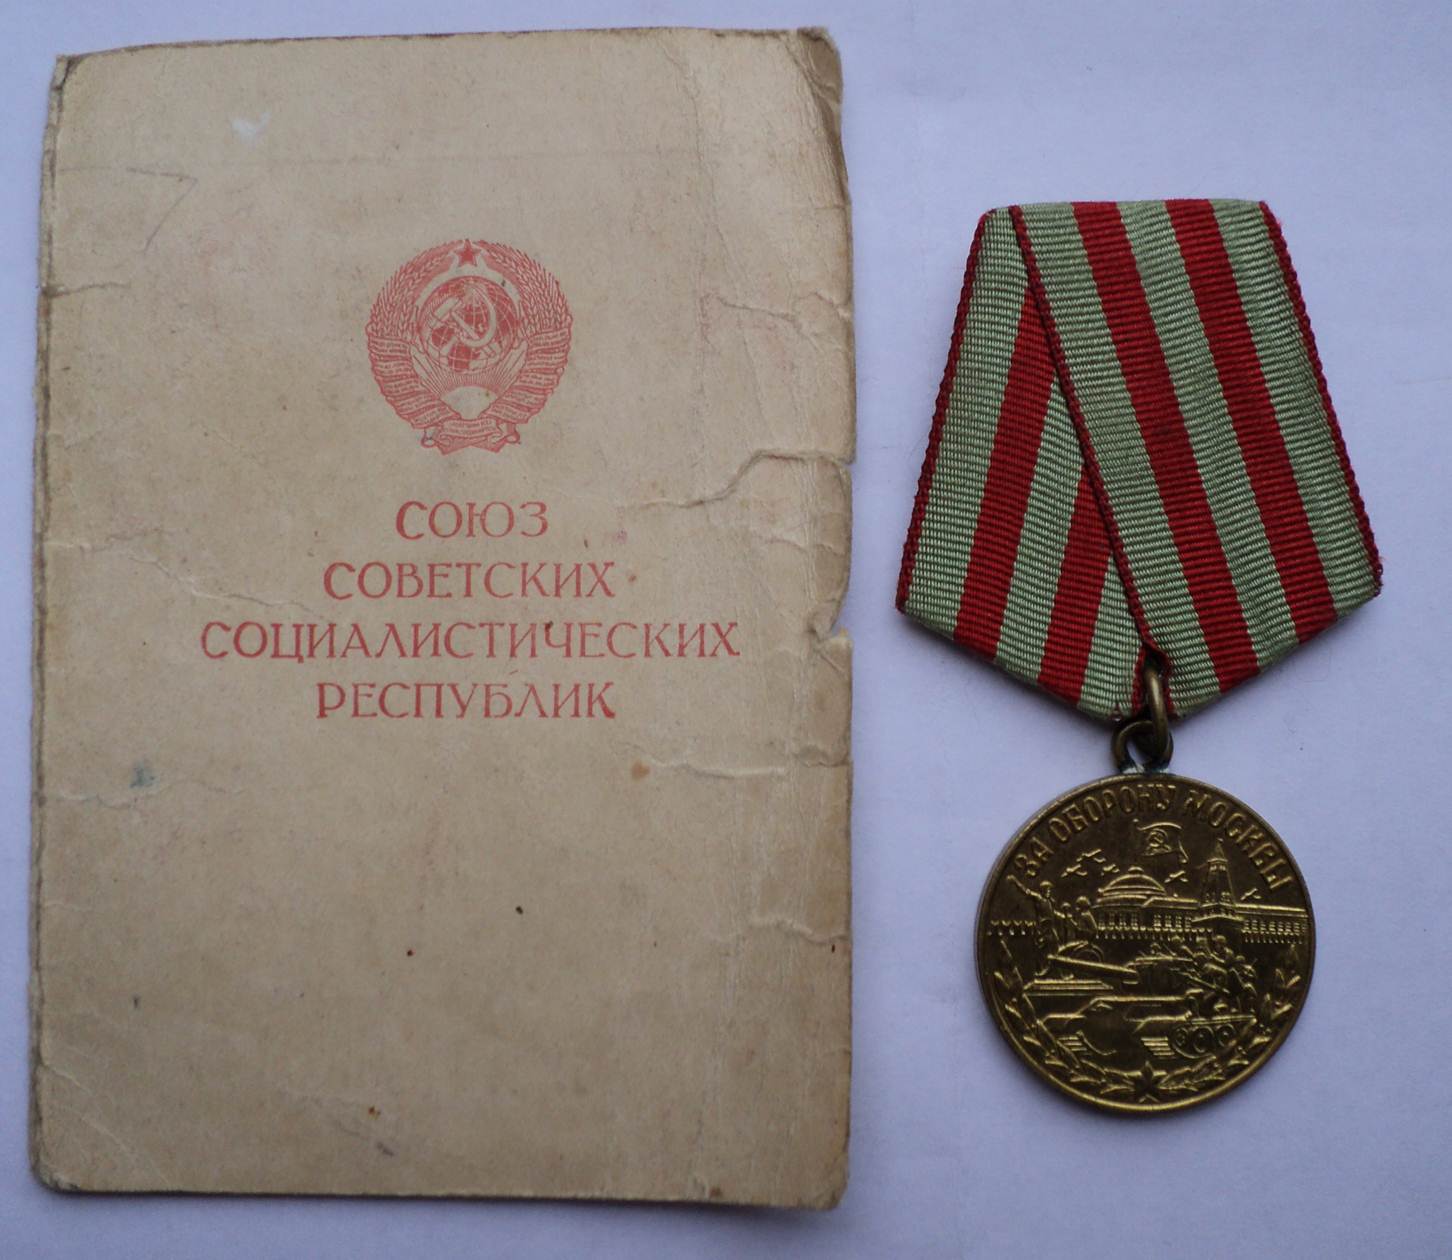 СОЮЗ
СОВЕТСКИХ
СОЦИАЛИСТИЧЕСКИХ
РЕСПУБЛИК
ЗА ОБОРОНУ МОСКВЫ